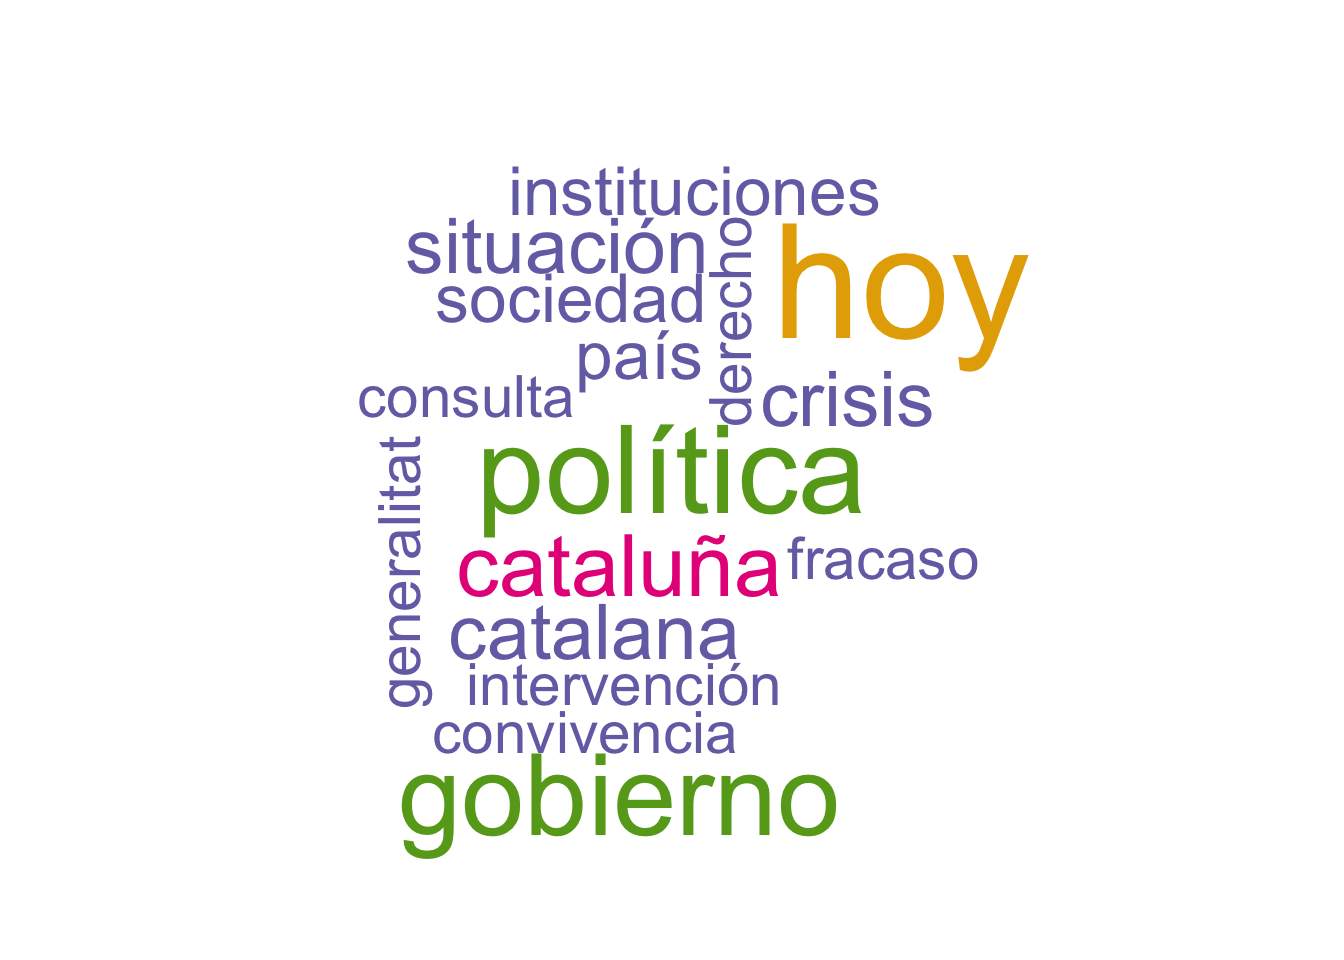 instituciones
situación
derecho
hoy
sociedad
país
consulta
crisis
política
generalitat
cataluña
fracaso
catalana
intervención
convivencia
gobierno